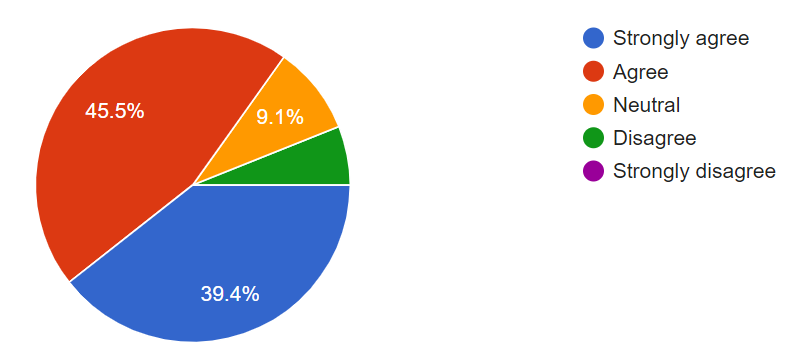 45.5%
9.1%
39.4%
Strongly agree
Agree
Neutral
Disagree
Strongly disagree